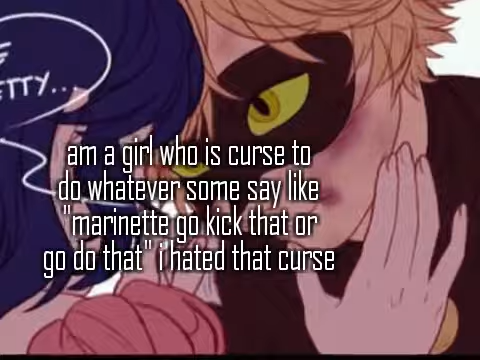 ETTY...
am a girl who is curse to
do whatever some say like
"marinette go kick that or
go do that" i hated that curse